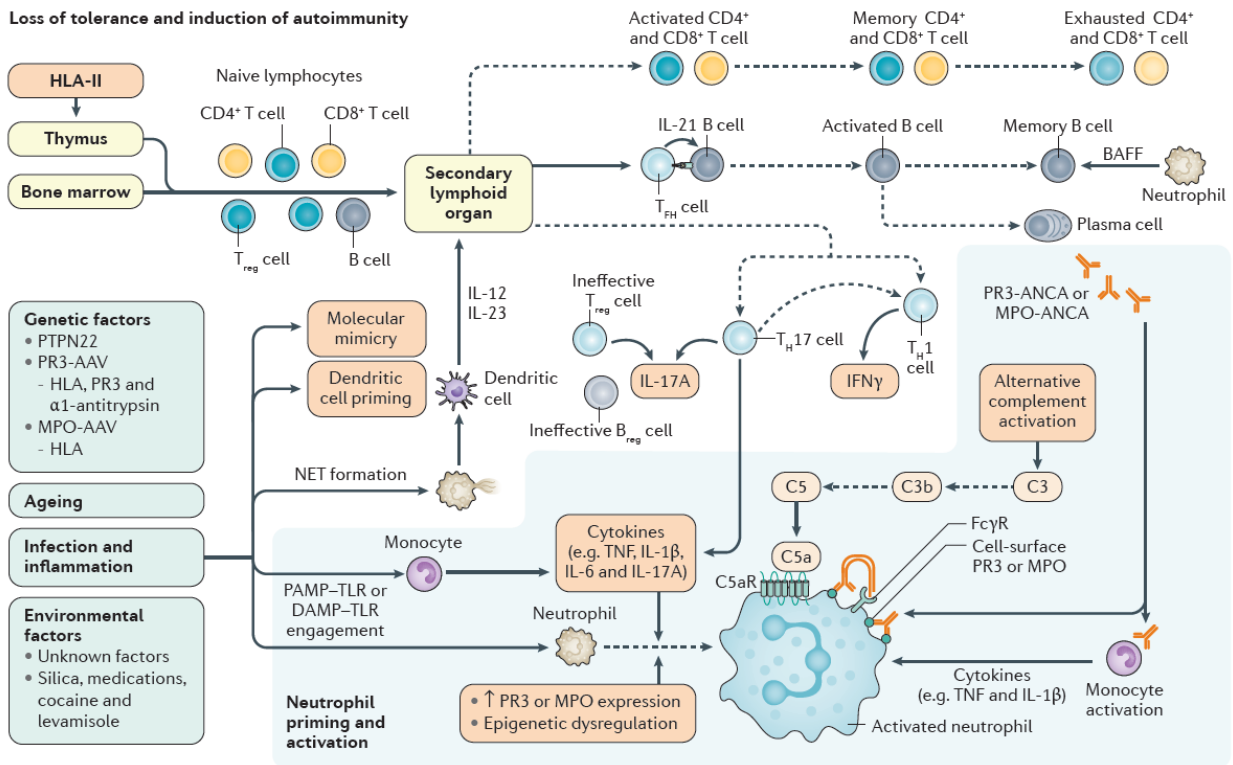 Loss of tolerance and induction of autoimmunity
HLA-II
Thymus
Bone marrow
Naive lymphocytes
CD4⁺ T cell
CD8⁺ T cell
T_reg cell
B cell
Secondary
lymphoid
organ
Activated CD4⁺
and CD8⁺ T cell
Memory CD4⁺
and CD8⁺ T cell
Exhausted CD4⁺
and CD8⁺ T cell
IL-21 B cell
T_FH cell
Activated B cell
Memory B cell
BAFF
Neutrophil
Plasma cell
PR3-ANCA or
MPO-ANCA
IL-12
IL-23
Ineffective
T_reg cell
T_H17 cell
T_H1
cell
IL-17A
IFNγ
Ineffective B_reg cell
Genetic factors
• PTPN22
• PR3-AAV
- HLA, PR3 and
α1-antitrypsin
• MPO-AAV
- HLA
Ageing
Infection and
inflammation
Environmental
factors
• Unknown factors
• Silica, medications,
cocaine and
levamisole
Molecular
mimicry
Dendritic
cell priming
Dendritic
cell
NET formation
Monocyte
PAMP–TLR or
DAMP–TLR
engagement
Cytokines
(e.g. TNF, IL-1β,
IL-6 and IL-17A)
Neutrophil
• ↑ PR3 or MPO expression
• Epigenetic dysregulation
Neutrophil
priming and
activation
Alternative
complement
activation
C5
C3b
C3
C5a
C5aR
FcγR
Cell-surface
PR3 or MPO
Cytokines
(e.g. TNF and IL-1β)
Monocyte
activation
Activated neutrophil